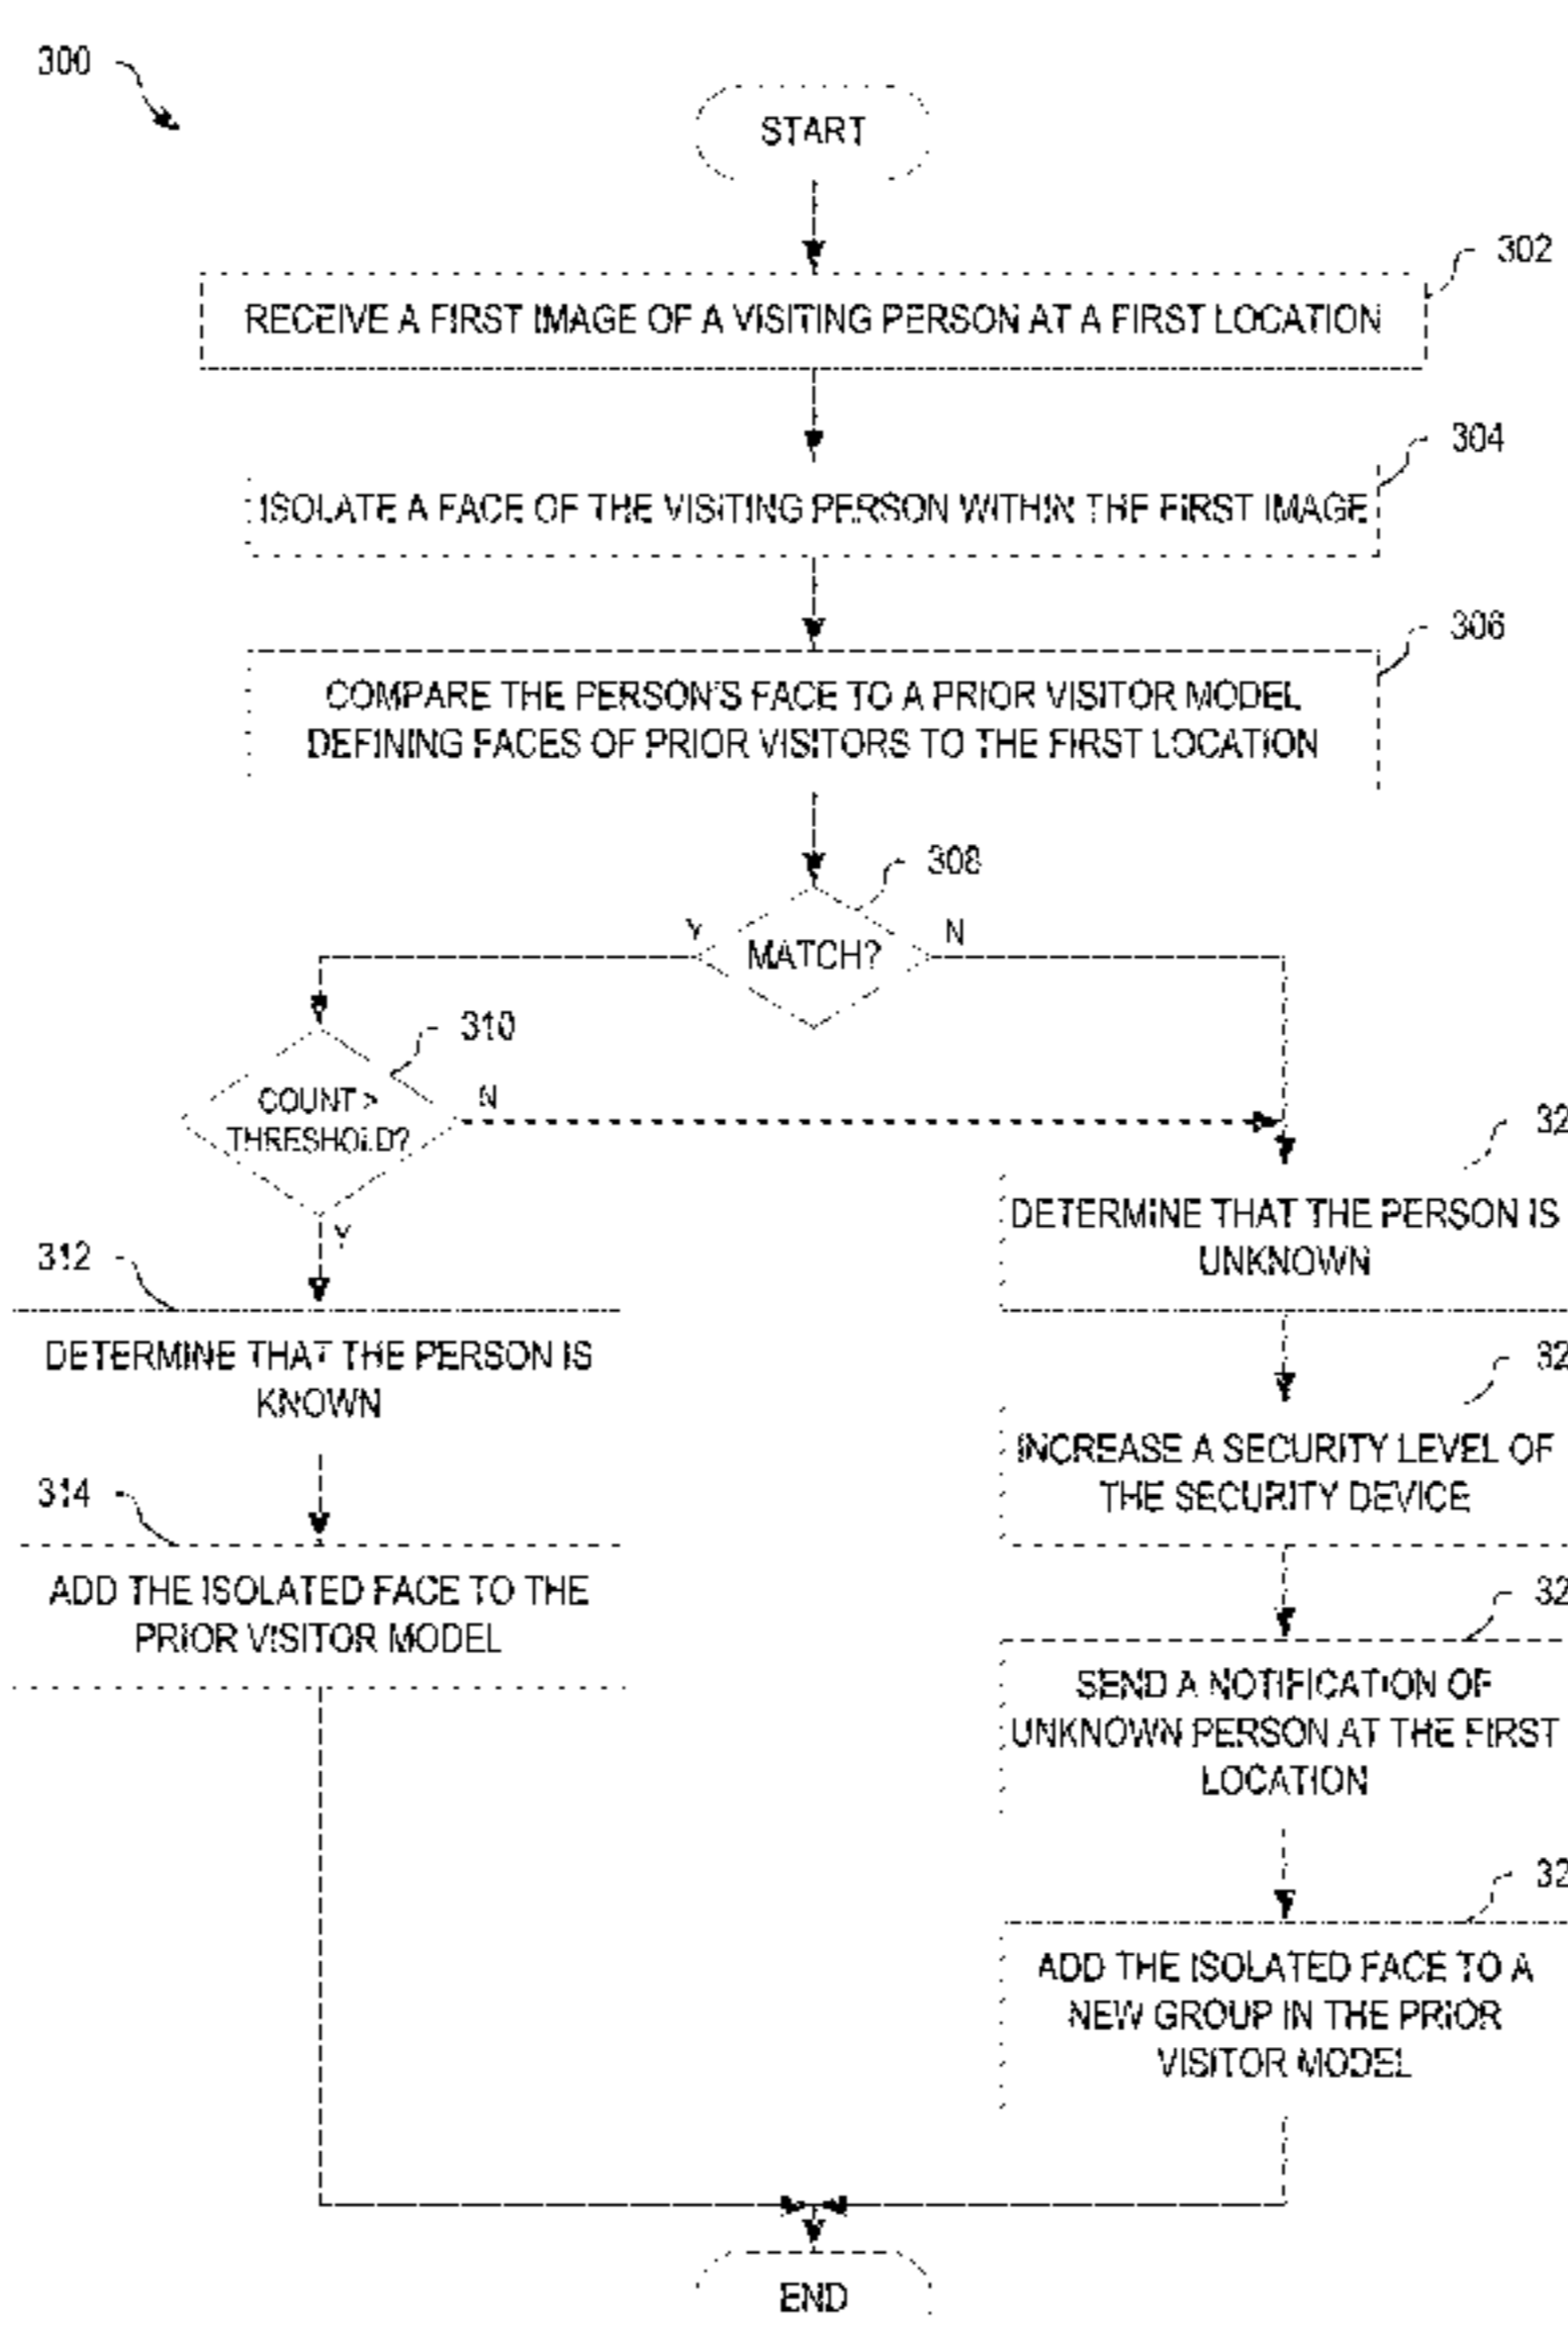 300
START
302
RECEIVE A FIRST IMAGE OF A VISITING PERSON AT A FIRST LOCATION
304
ISOLATE A FACE OF THE VISITING PERSON WITHIN THE FIRST IMAGE
306
COMPARE THE PERSON'S FACE TO A PRIOR VISITOR MODEL
DEFINING FACES OF PRIOR VISITORS TO THE FIRST LOCATION
308
Y
MATCH?
N
310
COUNT >
THRESHOLD?
N
Y
312
DETERMINE THAT THE PERSON IS
KNOWN
314
ADD THE ISOLATED FACE TO THE
PRIOR VISITOR MODEL
32
DETERMINE THAT THE PERSON IS
UNKNOWN
32
INCREASE A SECURITY LEVEL OF
THE SECURITY DEVICE
32
SEND A NOTIFICATION OF
UNKNOWN PERSON AT THE FIRST
LOCATION
32
ADD THE ISOLATED FACE TO A
NEW GROUP IN THE PRIOR
VISITOR MODEL
END